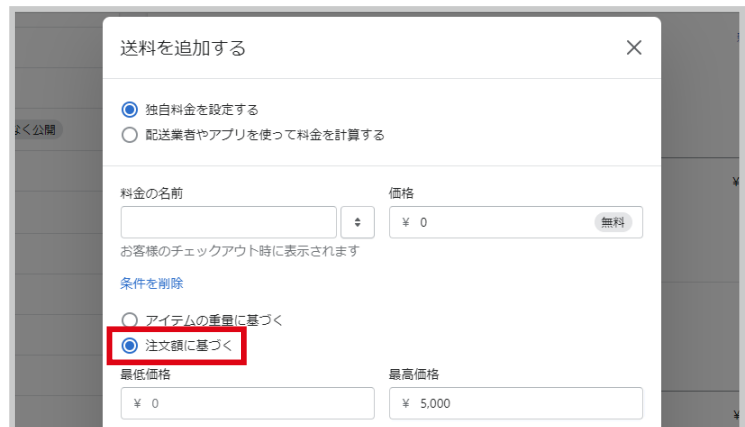 送料を追加する
独自料金を設定する
配送業者やアプリを使って料金を計算する
なく公開
料金の名前
価格
¥ 0 無料
お客様のチェックアウト時に表示されます
条件を削除
アイテムの重量に基づく
注文額に基づく
最低価格
最高価格
¥ 0
¥ 5,000
¥
¥